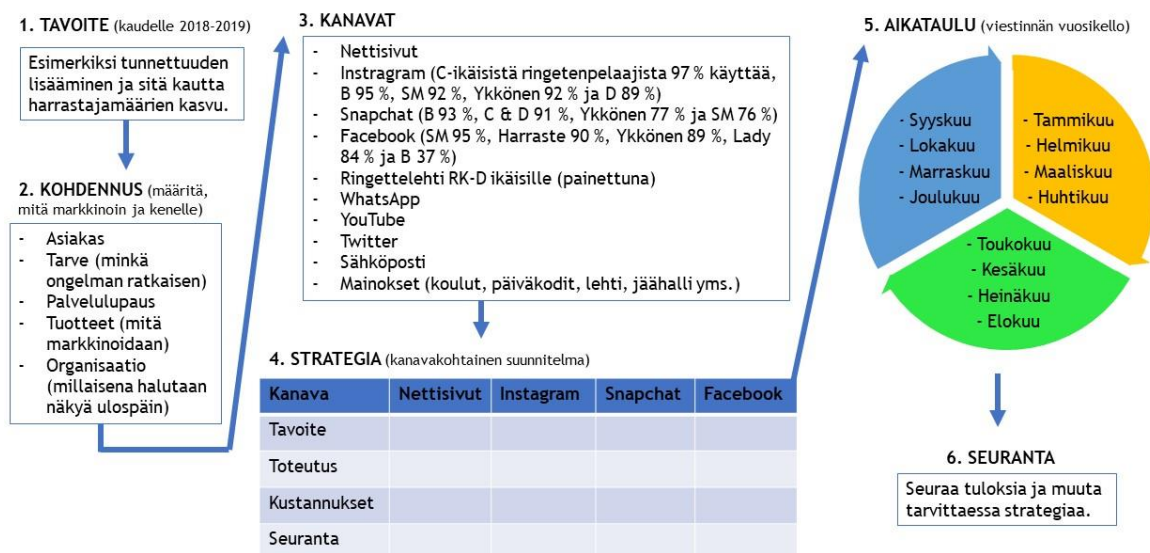 1. TAVOITE (kaudelle 2018-2019)
Esimerkiksi tunnettuuden
lisääminen ja sitä kautta
harrastajamäärien kasvu.
2. KOHDENNUS (määritä,
mitä markkinoin ja kenelle)
- Asiakas
- Tarve (minkä
ongelman ratkaisen)
- Palvelulupaus
- Tuotteet (mitä
markkinoidaan)
- Organisaatio
(millaisena halutaan
näkyä ulospäin)
3. KANAVAT
- Nettisivut
- Instragram (C-ikäisistä ringetenpelaajista 97 % käyttää,
B 95 %, SM 92 %, Ykkönen 92 % ja D 89 %)
- Snapchat (B 93 %, C & D 91 %, Ykkönen 77 % ja SM 76 %)
- Facebook (SM 95 %, Harraste 90 %, Ykkönen 89 %, Lady
84 % ja B 37 %)
- Ringettelehti RK-D ikäisille (painettuna)
- WhatsApp
- YouTube
- Twitter
- Sähköposti
- Mainokset (koulut, päiväkodit, lehti, jäähalli yms.)
4. STRATEGIA (kanavakohtainen suunnitelma)
Kanava Nettisivut Instagram Snapchat Facebook
Tavoite
Toteutus
Kustannukset
Seuranta
5. AIKATAULU (viestinnän vuosikello)
- Syyskuu
- Lokakuu
- Marraskuu
- Joulukuu
- Tammikuu
- Helmikuu
- Maaliskuu
- Huhtikuu
- Toukokuu
- Kesäkuu
- Heinäkuu
- Elokuu
6. SEURANTA
Seuraa tuloksia ja muuta
tarvittaessa strategiaa.